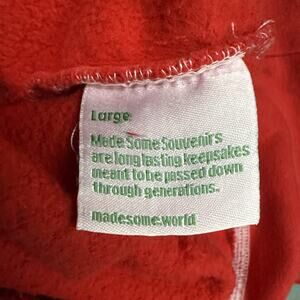 Large
Made Some Souvenirs
are long lasting keepsakes
meant to be passed down
through generations.
madesome.world